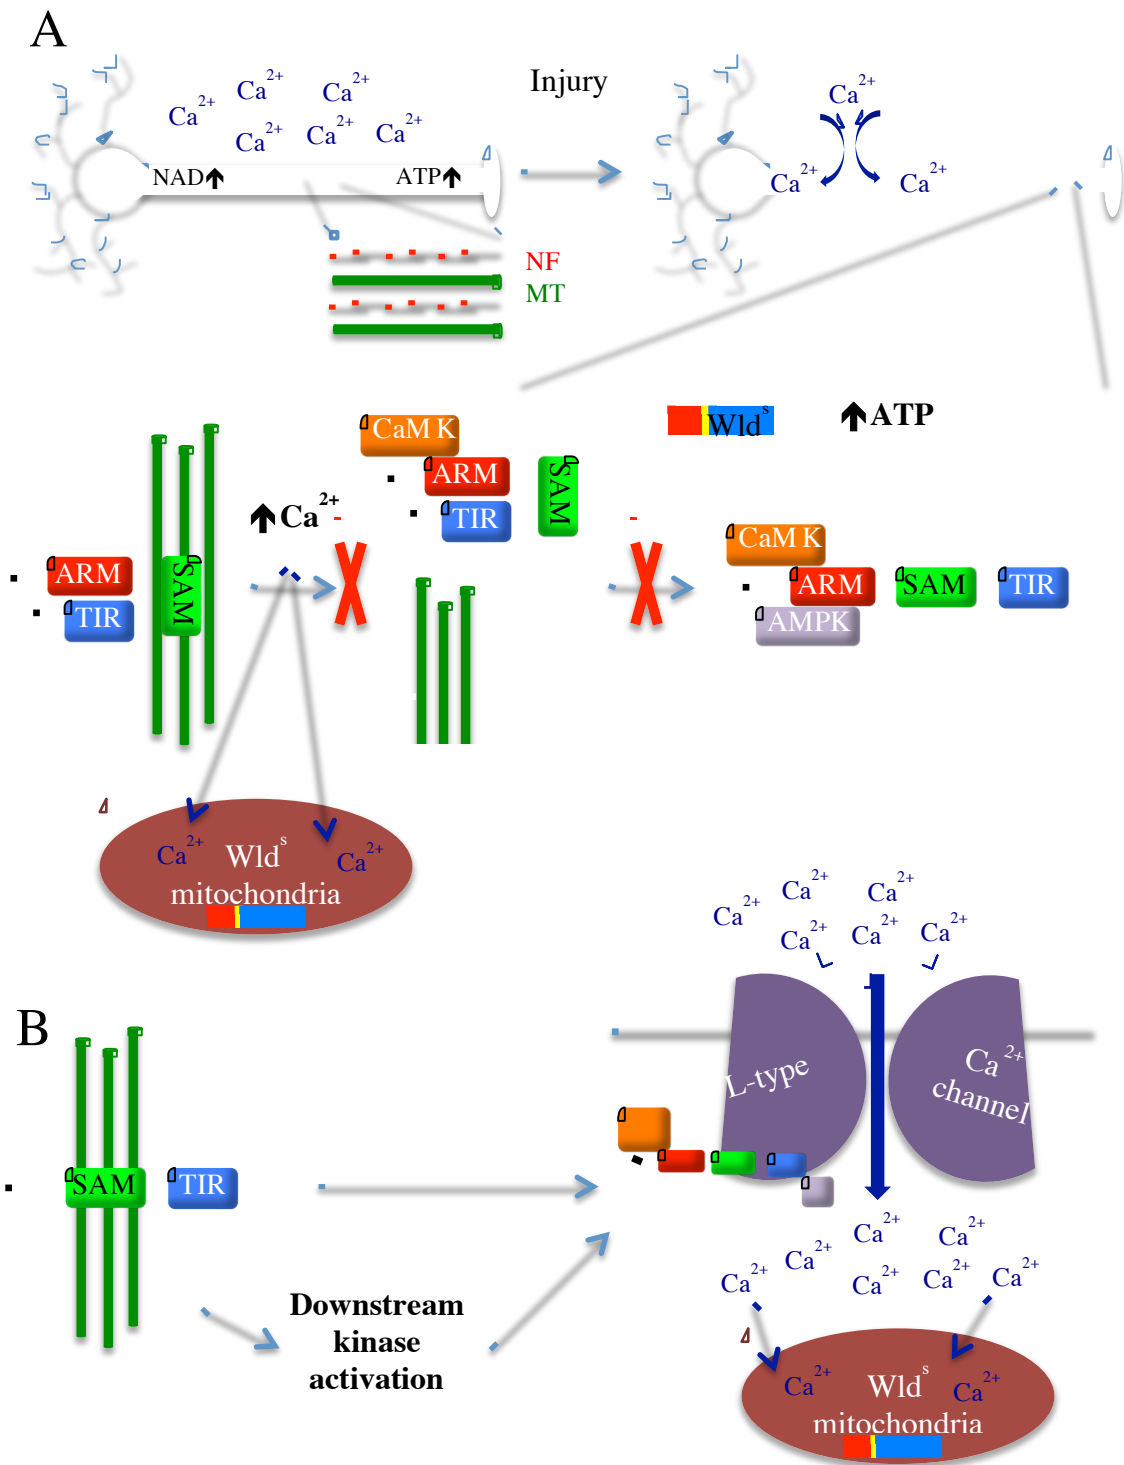 A
Ca2+ Ca2+ Ca2+
Ca2+ Ca2+ Ca2+
NAD ATP
Injury
Ca2+
Ca2+ Ca2+
NF
MT
Wlds
ATP
CaM K
ARM
TIR
SAM
Ca2+
-
-
ARM
TIR
SAM
CaM K
ARM SAM TIR
AMPK
Ca2+ Wlds Ca2+
mitochondria
Ca2+ Ca2+ Ca2+
Ca2+ Ca2+ Ca2+
B
L-type
Ca2+
channel
SAM TIR
Downstream
kinase
activation
Ca2+ Ca2+
Ca2+
Ca2+ Ca2+ Ca2+ Ca2+
Ca2+ Wlds Ca2+
mitochondria